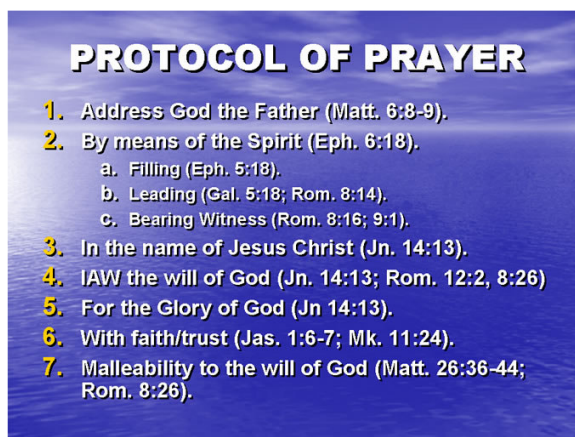 PROTOCOL OF PRAYER
1. Address God the Father (Matt. 6:8-9).
2. By means of the Spirit (Eph. 6:18).
a. Filling (Eph. 5:18).
b. Leading (Gal. 5:18; Rom. 8:14).
c. Bearing Witness (Rom. 8:16; 9:1).
3. In the name of Jesus Christ (Jn. 14:13).
4. IAW the will of God (Jn. 14:13; Rom. 12:2, 8:26)
5. For the Glory of God (Jn 14:13).
6. With faith/trust (Jas. 1:6-7; Mk. 11:24).
7. Malleability to the will of God (Matt. 26:36-44;
Rom. 8:26).